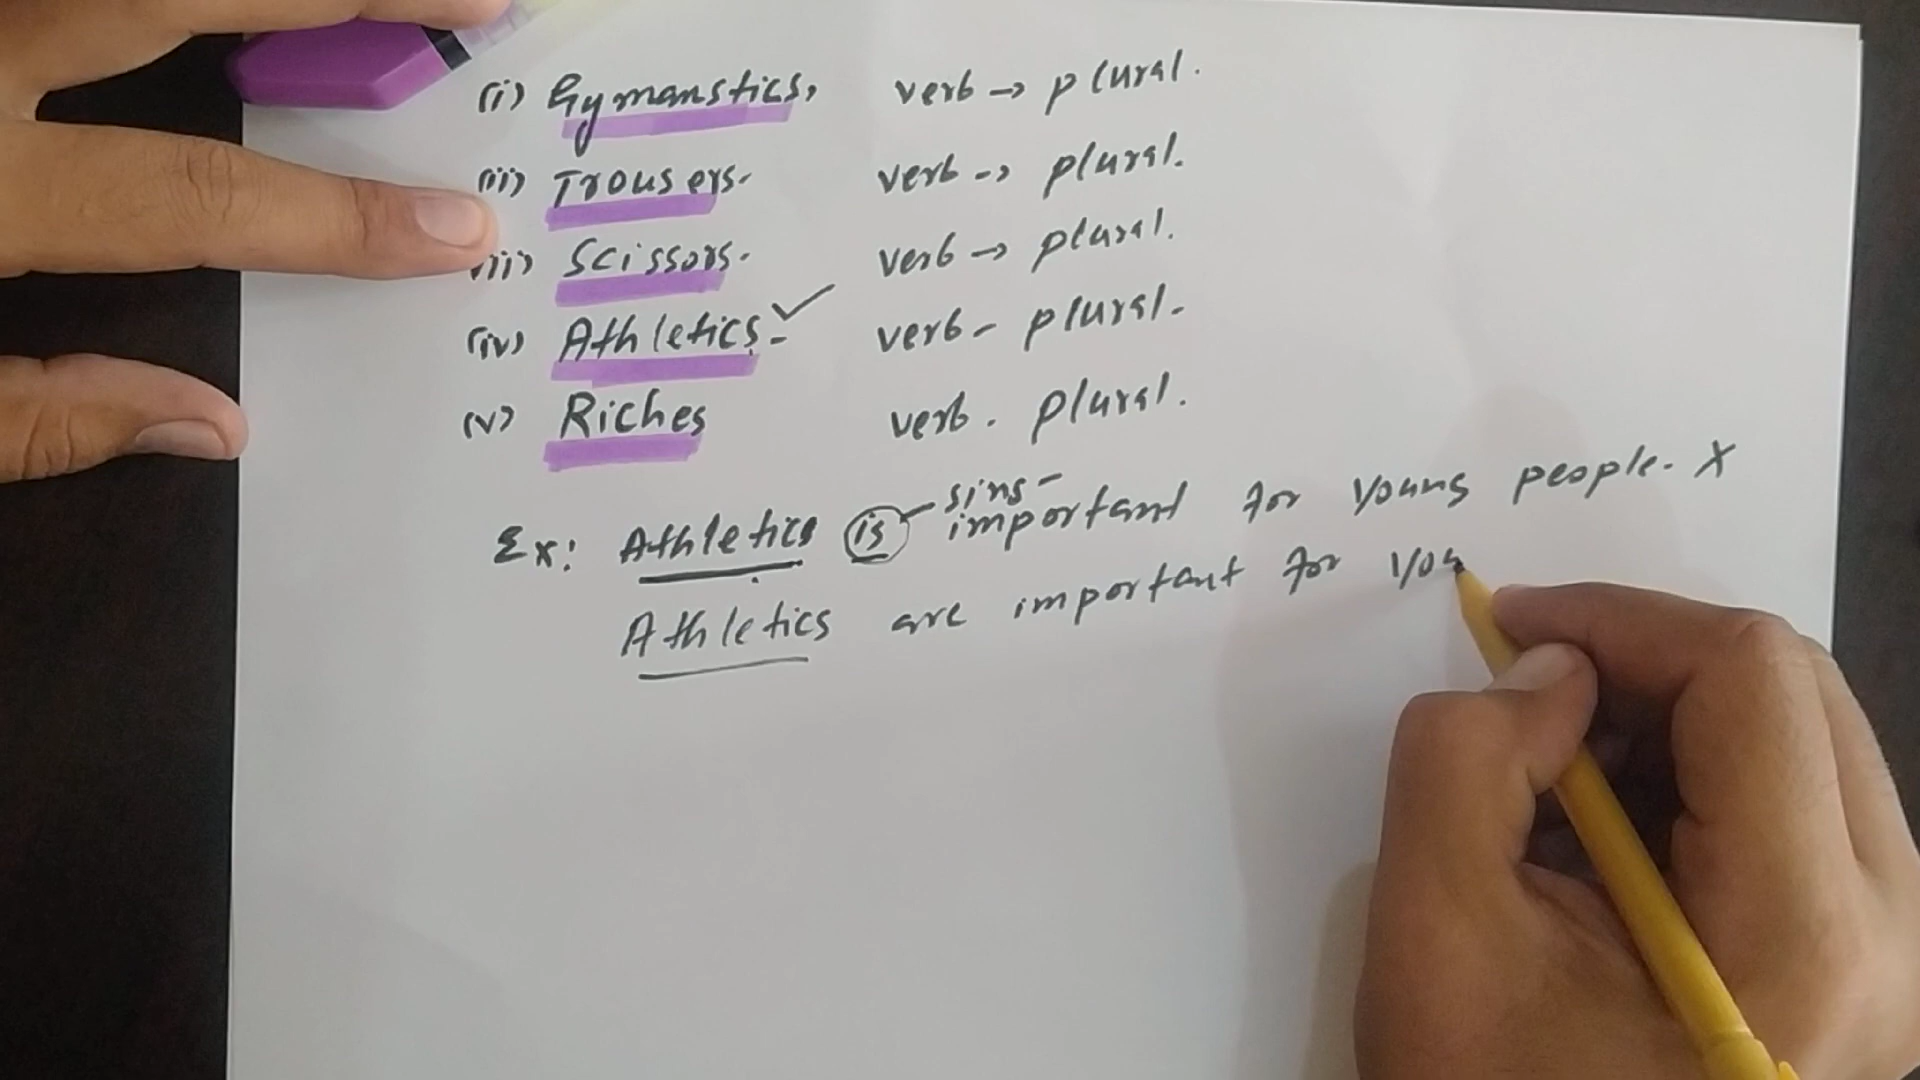 (i) Gymanstics, verb → plural.
(ii) Trousers. verb → plural.
(iii) Scissors. verb → plural.
(iv) Athletics - ✓ verb - plural.
(v) Riches verb . plural.
sing -
Ex: Athletics is important for young people. X
Athletics are important for you